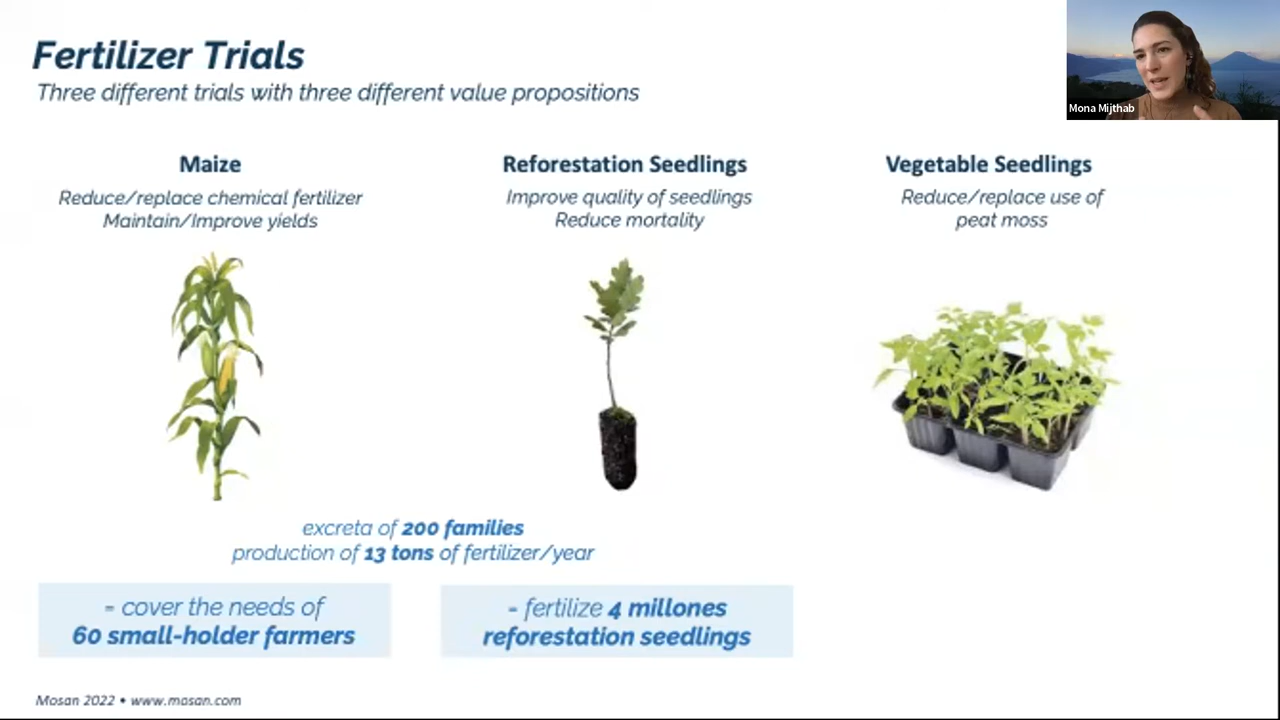 Fertilizer Trials
Three different trials with three different value propositions
Mona Mijthab
Maize
Reduce/replace chemical fertilizer
Maintain/Improve yields
Reforestation Seedlings
Improve quality of seedlings
Reduce mortality
Vegetable Seedlings
Reduce/replace use of
peat moss
excreta of 200 families
production of 13 tons of fertilizer/year
= cover the needs of
60 small-holder farmers
= fertilize 4 millones
reforestation seedlings
Mosan 2022 • www.mosan.com